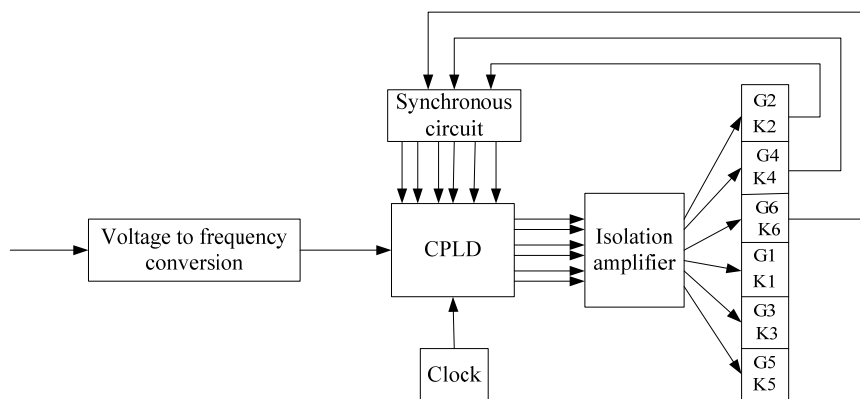 Synchronous
circuit
Voltage to frequency
conversion
CPLD
Clock
Isolation
amplifier
G2
K2
G4
K4
G6
K6
G1
K1
G3
K3
G5
K5